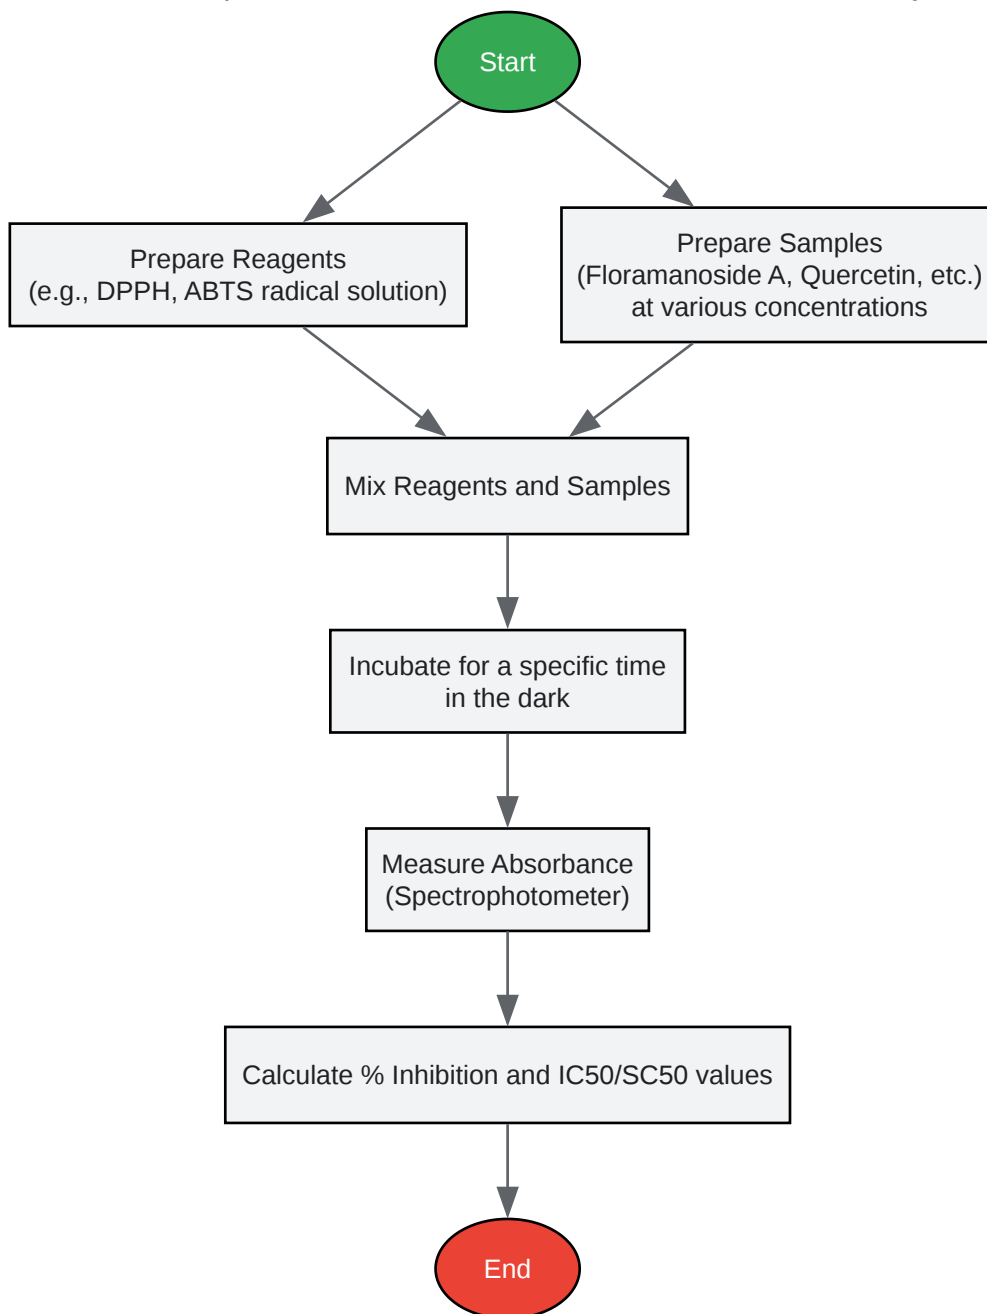 Start
Prepare Reagents
(e.g., DPPH, ABTS radical solution)
Prepare Samples
(Floramanoside A, Quercetin, etc.)
at various concentrations
Mix Reagents and Samples
Incubate for a specific time
in the dark
Measure Absorbance
(Spectrophotometer)
Calculate % Inhibition and IC50/SC50 values
End